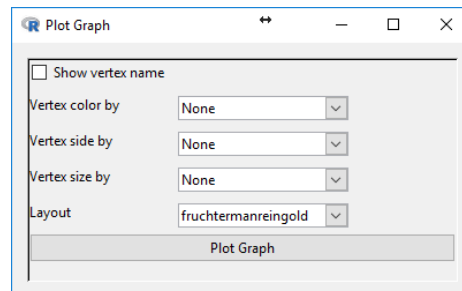 Plot Graph
Show vertex name
Vertex color by None
Vertex side by None
Vertex size by None
Layout fruchtermanreingold
Plot Graph